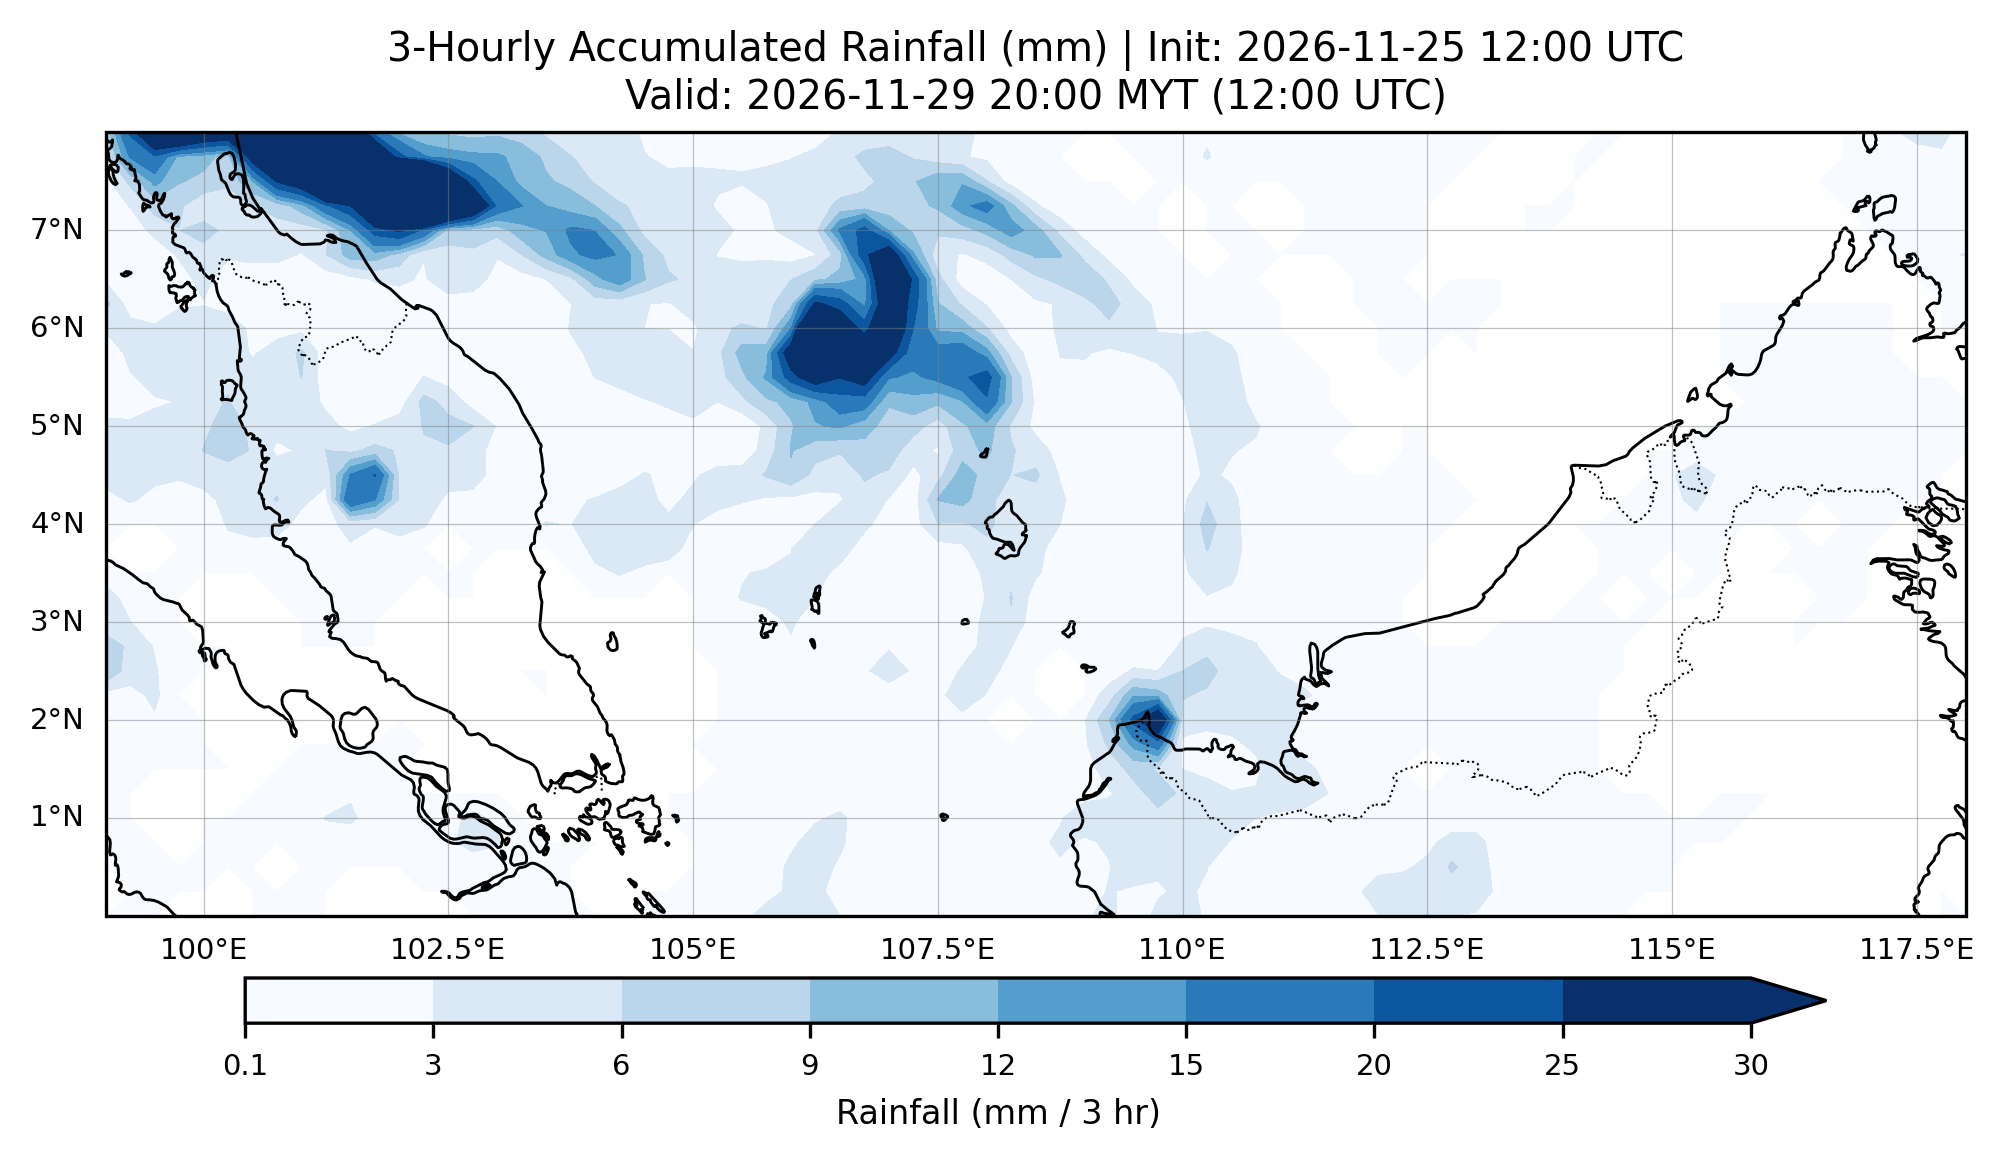 3-Hourly Accumulated Rainfall (mm) | Init: 2026-11-25 12:00 UTC
Valid: 2026-11-29 20:00 MYT (12:00 UTC)
7°N
6°N
5°N
4°N
3°N
2°N
1°N
100°E 102.5°E 105°E 107.5°E 110°E 112.5°E 115°E 117.5°E
0.1 3 6 9 12 15 20 25 30
Rainfall (mm / 3 hr)